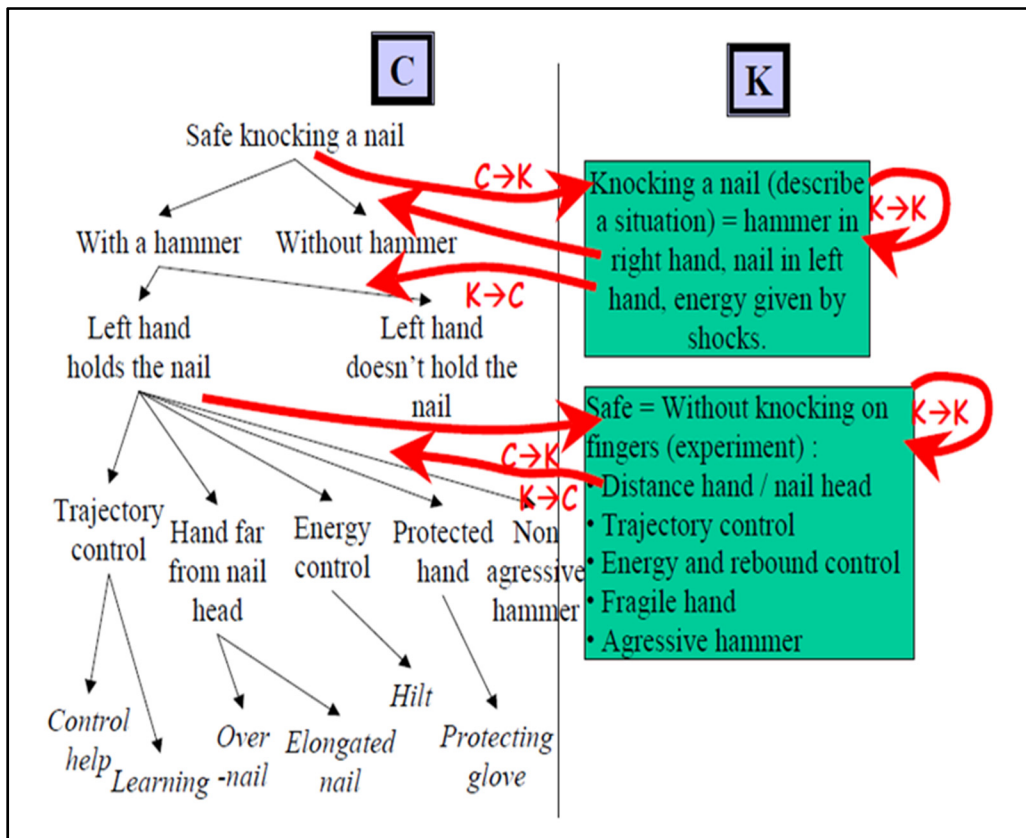 C
K
Safe knocking a nail
C→K
Knocking a nail (describe
a situation) = hammer in
right hand, nail in left
hand, energy given by
shocks.
K→K
With a hammer
Without hammer
K→C
Left hand
holds the nail
Left hand
doesn’t hold the
nail
Safe = Without knocking on
fingers (experiment) :
• Distance hand / nail head
• Trajectory control
• Energy and rebound control
• Fragile hand
• Agressive hammer
K→K
C→K
K→C
Trajectory
control
Hand far
from nail
head
Energy
control
Protected
hand
Non
agressive
hammer
Control
help
Learning
Over
-nail
Elongated
nail
Hilt
Protecting
glove